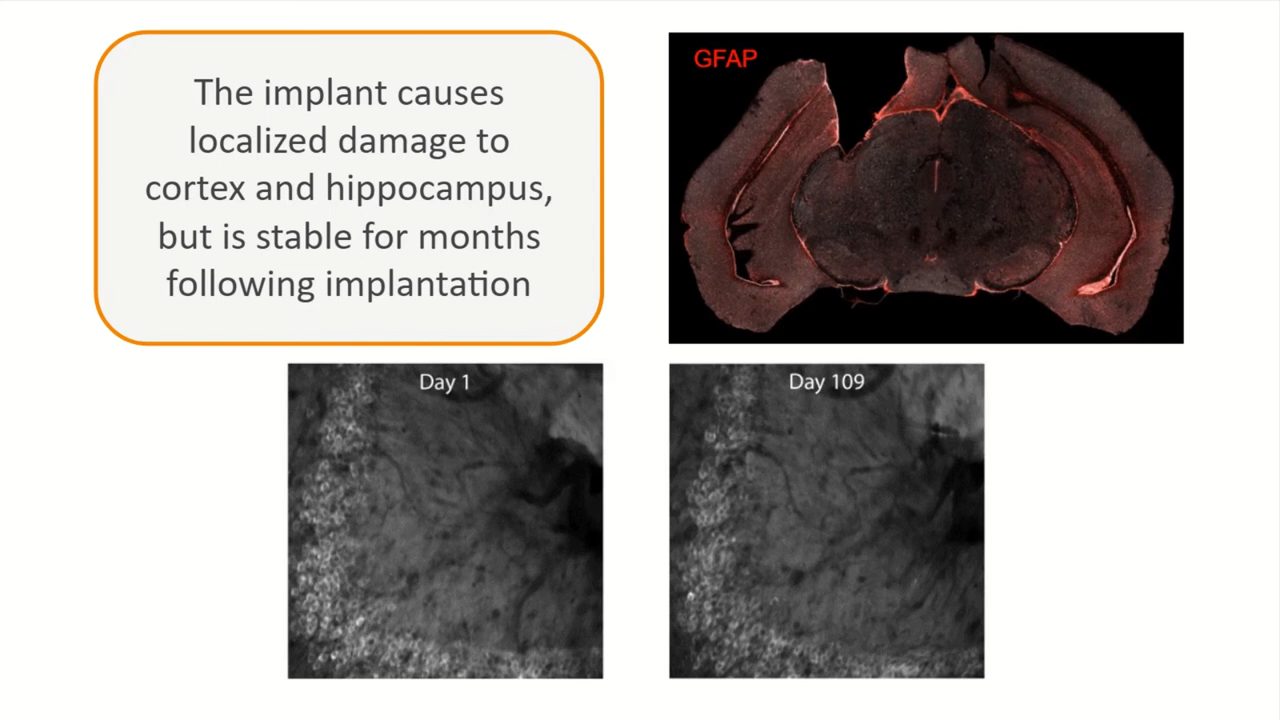 The implant causes
localized damage to
cortex and hippocampus,
but is stable for months
following implantation
GFAP
Day 1
Day 109